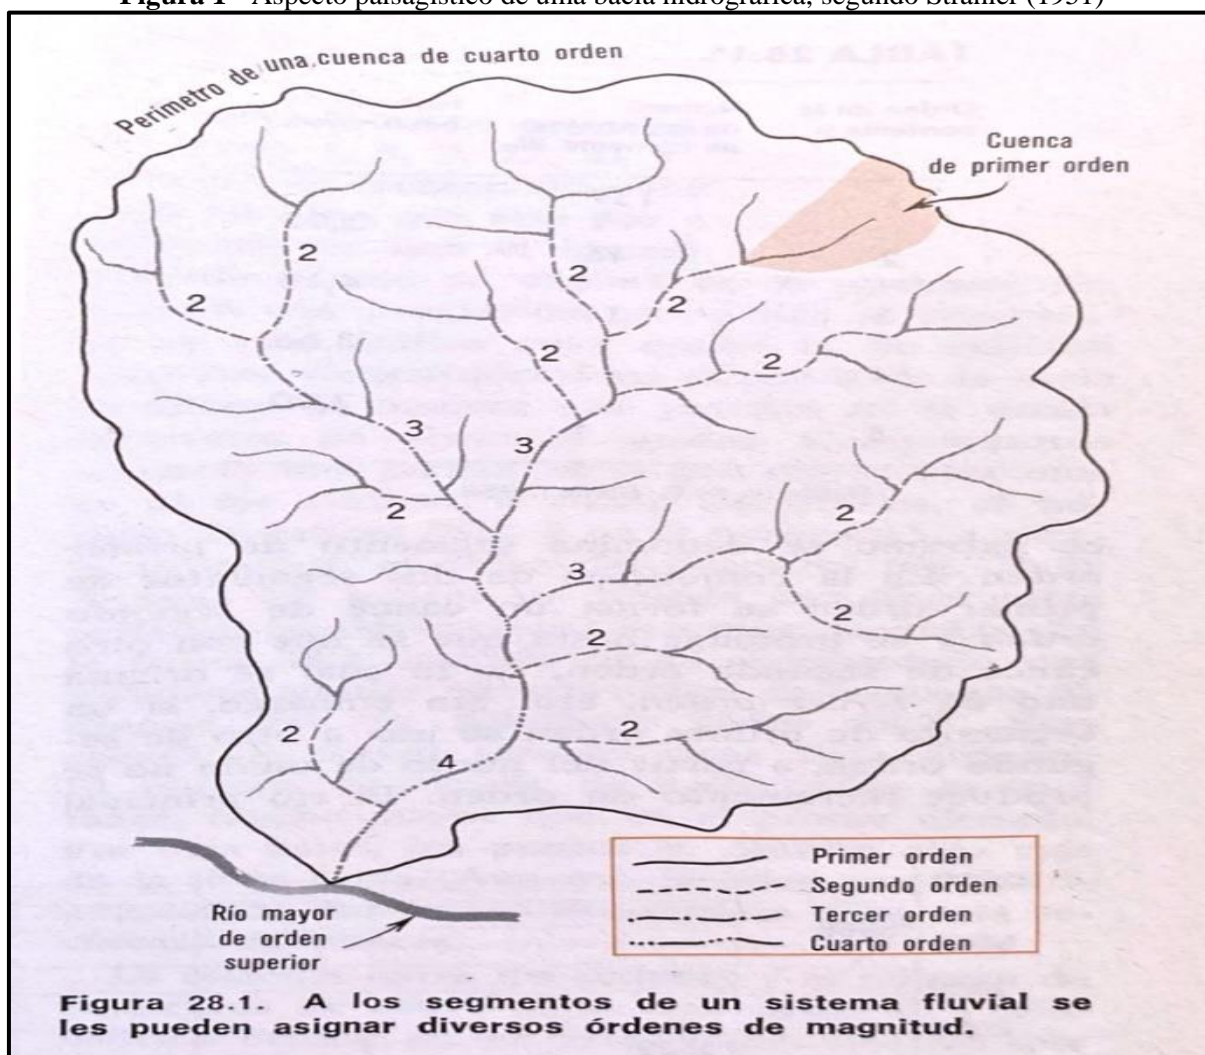 Figura 1 - Aspecto paisagístico de uma bacia hidrográfica, segundo Strahler (1951)
Perímetro de una cuenca de cuarto orden
Cuenca
de primer orden
2
2
2
2
2
2
3
3
2
2
3
2
2
2
2
4
Primer orden
Segundo orden
Tercer orden
Cuarto orden
Río mayor
de orden
superior
Figura 28.1. A los segmentos de un sistema fluvial se
les pueden asignar diversos órdenes de magnitud.